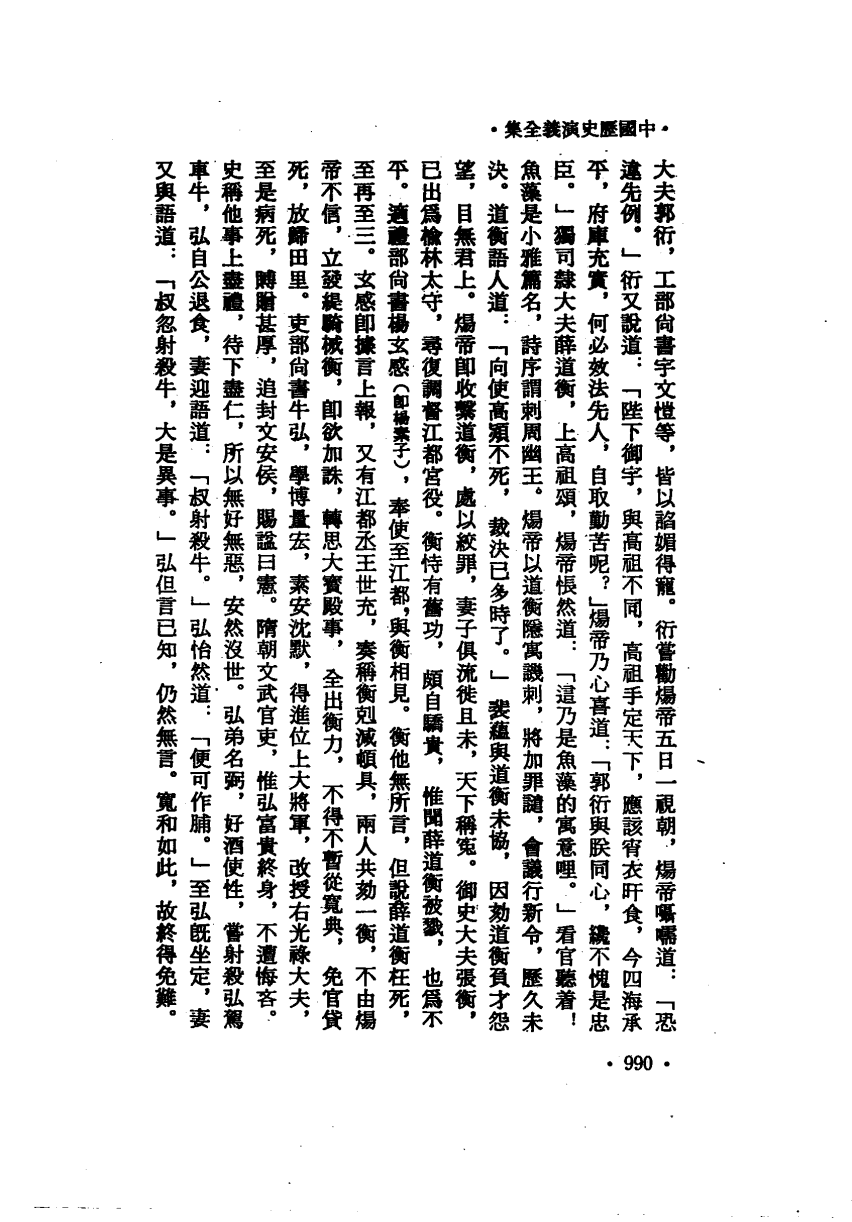 •中國歷史演義全集•
大夫郭衍，工部尚書宇文愷等，皆以諂媚得寵。衍嘗勸煬帝五日一視朝，煬帝囁嚅道：「恐
違先例。」衍又說道：「陛下御宇，與高祖不同，高祖手定天下，應該宵衣旰食，今四海承
平，府庫充實，何必效法先人，自取勤苦呢？」煬帝乃心喜道：「郭衍與朕同心，纔不愧是忠
臣。」獨司隸大夫薛道衡，上高祖頌，煬帝悵然道：「這乃是魚藻的寓意哩。」看官聽着！
魚藻是小雅篇名，詩序謂刺周幽王。煬帝以道衡隱寓譏刺，將加罪譴，會議行新令，歷久未
決。道衡語人道：「向使高熲不死，裁決已多時了。」裴蘊與道衡未協，因劾道衡負才怨
望，目無君上。煬帝卽收繫道衡，處以絞罪，妻子俱流徙且末，天下稱冤。御史大夫張衡，
已出爲榆林太守，尋復調督江都宮役。衡恃有舊功，頗自驕貴，惟聞薛道衡被戮，也爲不
平。適禮部尚書楊玄感（卽楊素子），奉使至江都，與衡相見。衡他無所言，但說薛道衡枉死，
至再至三。玄感卽據言上報，又有江都丞王世充，奏稱衡剋減頓具，兩人共劾一衡，不由煬
帝不信，立發緹騎械衡，卽欲加誅，轉思大寶殿事，全出衡力，不得不暫從寬典，免官貸
死，放歸田里。吏部尚書牛弘，學博量宏，素安沈默，得進位上大將軍，改授右光祿大夫，
至是病死，賻贈甚厚，追封文安侯，賜諡曰憲。隋朝文武官吏，惟弘富貴終身，不遭悔吝。
史稱他事上盡禮，待下盡仁，所以無好無惡，安然沒世。弘弟名弼，好酒使性，嘗射殺弘駕
車牛，弘自公退食，妻迎語道：「叔射殺牛。」弘怡然道：「便可作脯。」至弘旣坐定，妻
又與語道：「叔忽射殺牛，大是異事。」弘但言已知，仍然無言。寬和如此，故終得免難。
•990•